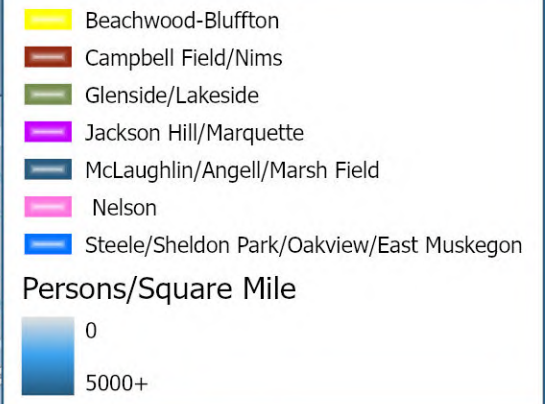 Beachwood-Bluffton
Campbell Field/Nims
Glenside/Lakeside
Jackson Hill/Marquette
McLaughlin/Angell/Marsh Field
Nelson
Steele/Sheldon Park/Oakview/East Muskegon
Persons/Square Mile
0
5000+